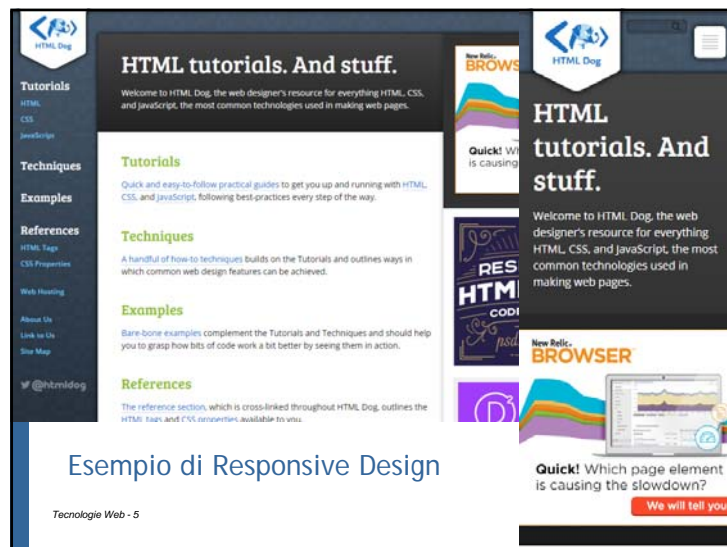 HTML Dog
Tutorials
HTML
CSS
JavaScript
Techniques
Examples
References
HTML Tags
CSS Properties
Web Hosting
About Us
Link to Us
Site Map
@htmldog
HTML tutorials. And stuff.
Welcome to HTML Dog, the web designer's resource for everything HTML, CSS,
and JavaScript, the most common technologies used in making web pages.
Tutorials
Quick and easy-to-follow practical guides to get you up and running with HTML,
CSS, and JavaScript, following best-practices every step of the way.
Techniques
A handful of how-to techniques builds on the Tutorials and outlines ways in
which common web design features can be achieved.
Examples
Bare-bone examples complement the Tutorials and Techniques and should help
you to grasp how bits of code work a bit better by seeing them in action.
References
The reference section, which is cross-linked throughout HTML Dog, outlines the
HTML tags and CSS properties available to you.
New Relic.
BROWS
Quick! Wh
is causing
RES
HTM
CODI
psd
HTML Dog
HTML
tutorials. And
stuff.
Welcome to HTML Dog, the web
designer's resource for everything
HTML, CSS, and JavaScript, the most
common technologies used in
making web pages.
New Relic.
BROWSER
Quick! Which page element
is causing the slowdown?
We will tell you
Esempio di Responsive Design
Tecnologie Web - 5